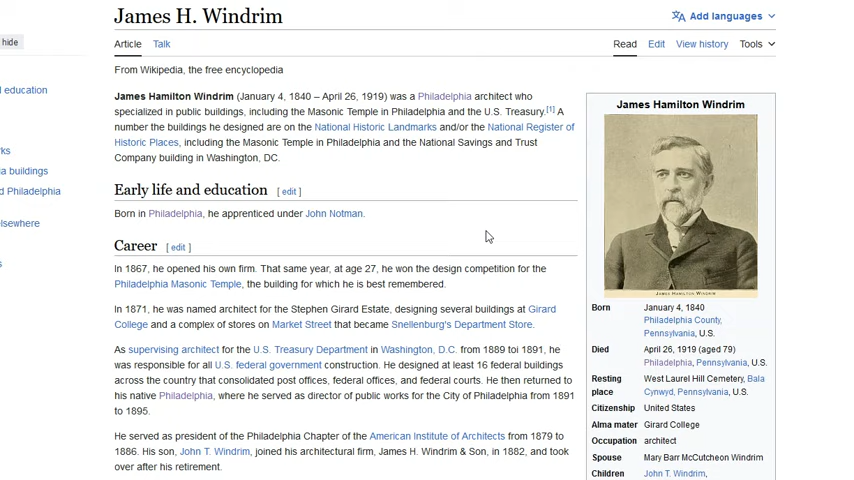 James H. Windrim
Add languages
hide
Article Talk
Read Edit View history Tools
From Wikipedia, the free encyclopedia
l education
James Hamilton Windrim (January 4, 1840 – April 26, 1919) was a Philadelphia architect who
specialized in public buildings, including the Masonic Temple in Philadelphia and the U.S. Treasury.[1] A
number the buildings he designed are on the National Historic Landmarks and/or the National Register of
Historic Places, including the Masonic Temple in Philadelphia and the National Savings and Trust
Company building in Washington, DC.
rks
a buildings
d Philadelphia
elsewhere
s
Early life and education [ edit ]
Born in Philadelphia, he apprenticed under John Notman.
Career [ edit ]
In 1867, he opened his own firm. That same year, at age 27, he won the design competition for the
Philadelphia Masonic Temple, the building for which he is best remembered.
In 1871, he was named architect for the Stephen Girard Estate, designing several buildings at Girard
College and a complex of stores on Market Street that became Snellenburg's Department Store.
As supervising architect for the U.S. Treasury Department in Washington, D.C. from 1889 toi 1891, he
was responsible for all U.S. federal government construction. He designed at least 16 federal buildings
across the country that consolidated post offices, federal offices, and federal courts. He then returned to
his native Philadelphia, where he served as director of public works for the City of Philadelphia from 1891
to 1895.
He served as president of the Philadelphia Chapter of the American Institute of Architects from 1879 to
1886. His son, John T. Windrim, joined his architectural firm, James H. Windrim & Son, in 1882, and took
over after his retirement.
James Hamilton Windrim
JAMES HAMILTON WINDRIM
Born January 4, 1840
Philadelphia County,
Pennsylvania, U.S.
Died April 26, 1919 (aged 79)
Philadelphia, Pennsylvania, U.S.
Resting place West Laurel Hill Cemetery, Bala
Cynwyd, Pennsylvania, U.S.
Citizenship United States
Alma mater Girard College
Occupation architect
Spouse Mary Barr McCutcheon Windrim
Children John T. Windrim,